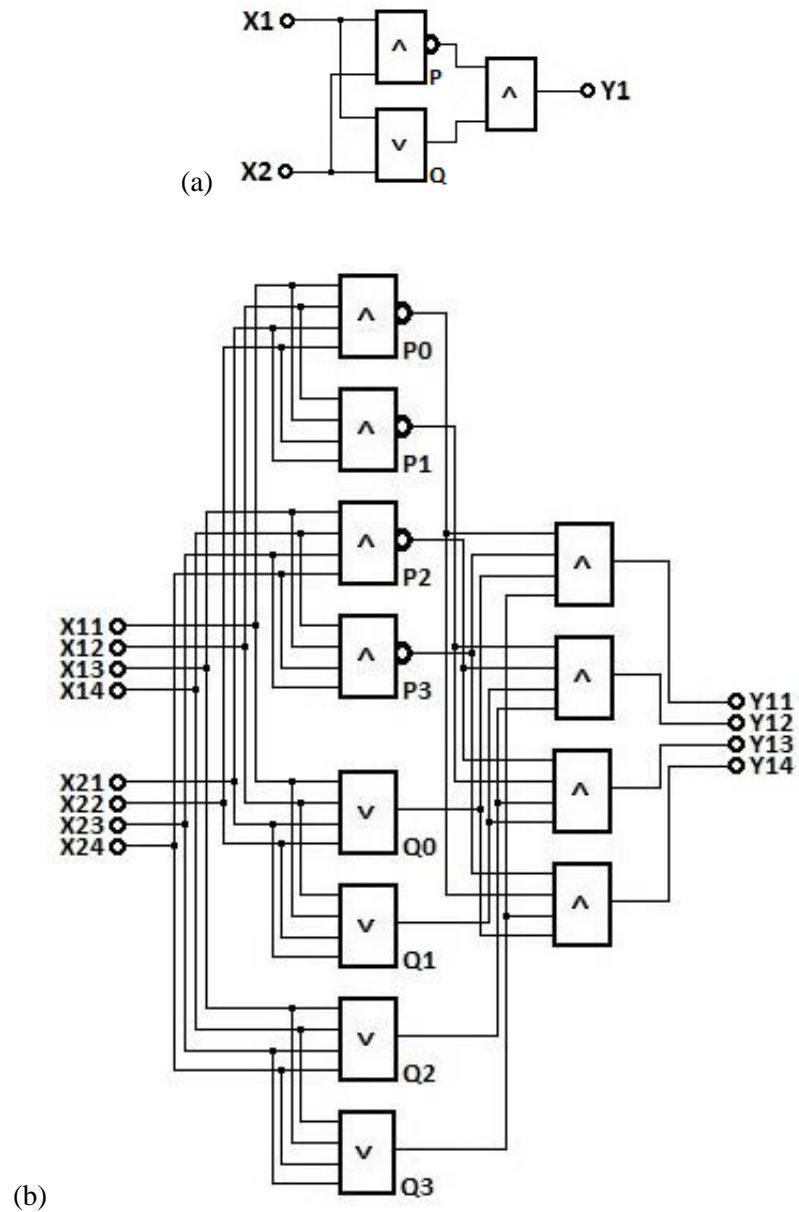 X1
^
P
^
Y1
v
Q
X2
(a)
^
P0
^
P1
^
P2
^
P3
X11
X12
X13
X14
X21
X22
X23
X24
v
Q0
v
Q1
v
Q2
v
Q3
^
^
^
^
Y11
Y12
Y13
Y14
(b)